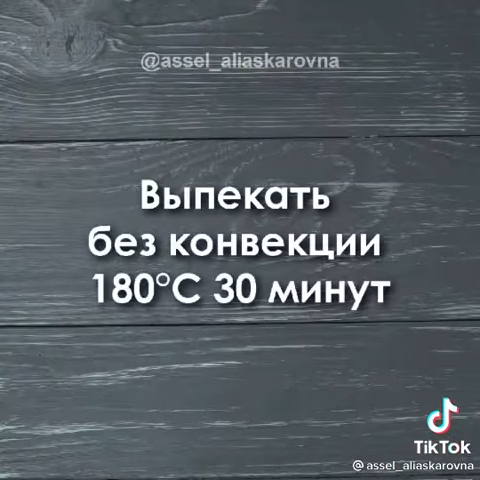 @assel_aliaskarovna
Выпекать
без конвекции
180°C 30 минут
TikTok
@assel_aliaskarovna